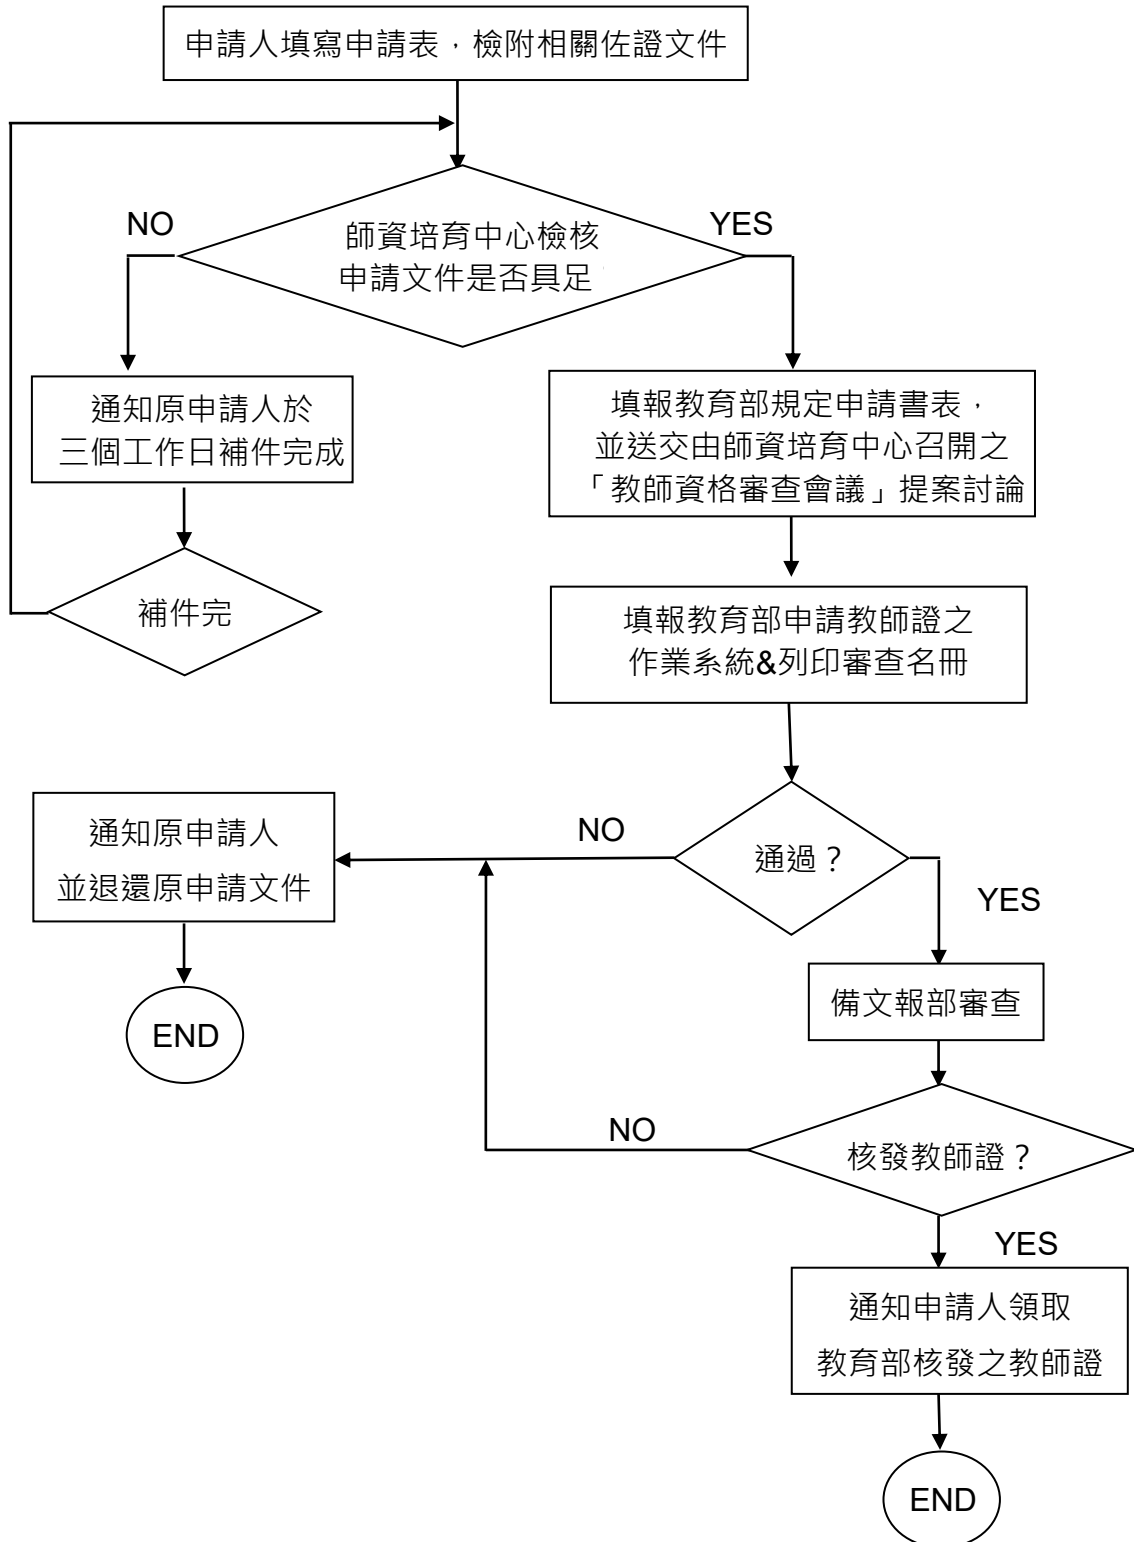 申請人填寫申請表，檢附相關佐證文件
NO
YES
師資培育中心檢核
申請文件是否具足
通知原申請人於
三個工作日補件完成
填報教育部規定申請書表，
並送交由師資培育中心召開之
「教師資格審查會議」提案討論
補件完
填報教育部申請教師證之
作業系統&列印審查名冊
通知原申請人
並退還原申請文件
NO
通過？
YES
END
備文報部審查
NO
核發教師證？
YES
通知申請人領取
教育部核發之教師證
END